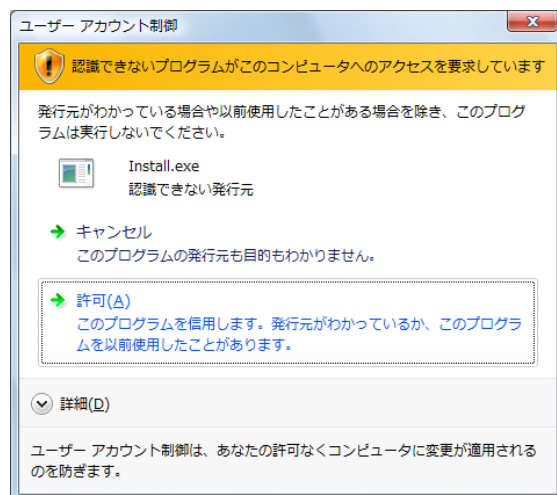 ユーザー アカウント制御
認識できないプログラムがこのコンピュータへのアクセスを要求しています
発行元がわかっている場合や以前使用したことがある場合を除き、このプログ
ラムは実行しないでください。
Install.exe
認識できない発行元
キャンセル
このプログラムの発行元も目的もわかりません。
許可(A)
このプログラムを信用します。発行元がわかっているか、このプログラ
ムを以前使用したことがあります。
詳細(D)
ユーザー アカウント制御は、あなたの許可なくコンピュータに変更が適用される
のを防ぎます。